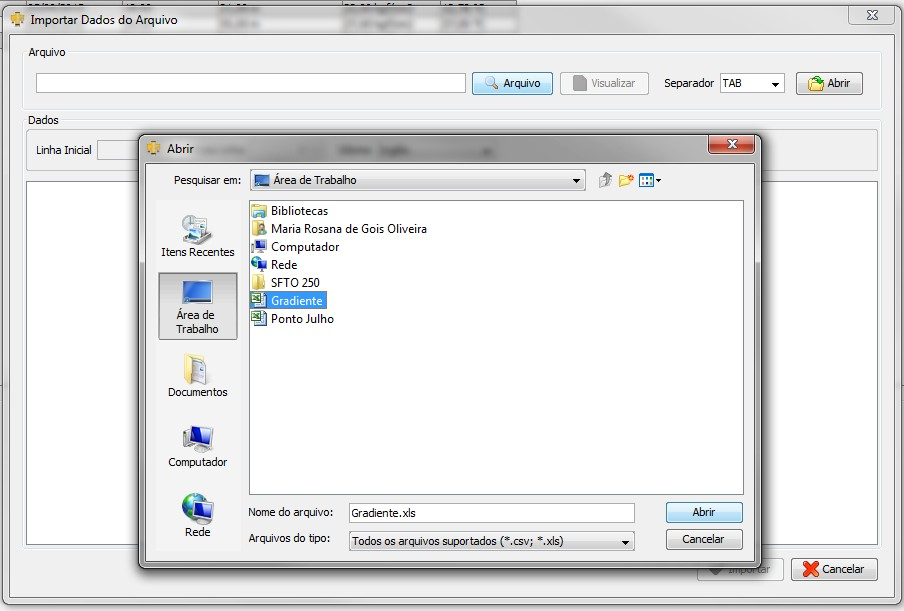 Importar Dados do Arquivo
Arquivo
Arquivo
Visualizar
Separador
TAB
Abrir
Dados
Linha Inicial
Abrir
Pesquisar em:
Área de Trabalho
Itens Recentes
Área de
Trabalho
Documentos
Computador
Rede
Bibliotecas
Maria Rosana de Gois Oliveira
Computador
Rede
SFTO 250
Gradiente
Ponto Julho
Nome do arquivo:
Gradiente.xls
Abrir
Arquivos do tipo:
Todos os arquivos suportados (*.csv; *.xls)
Cancelar
Importar
Cancelar